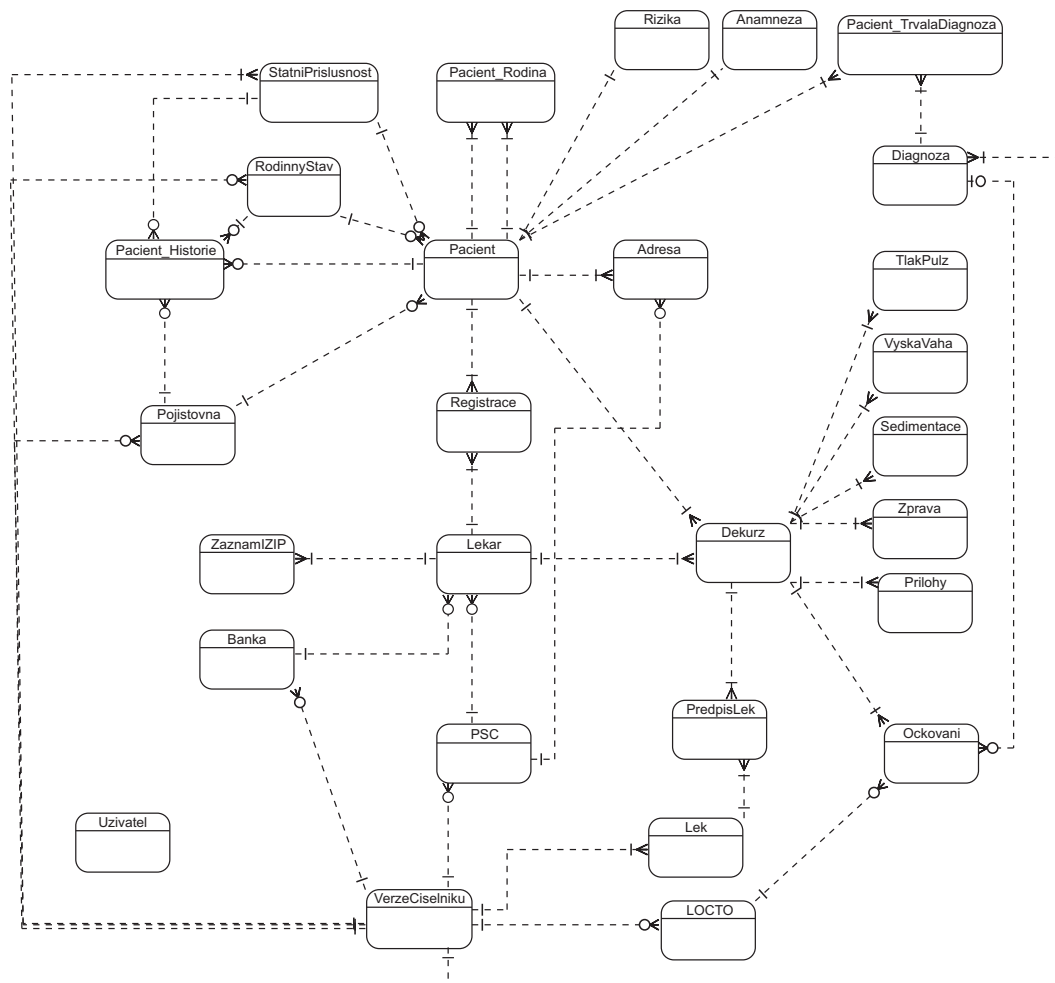 Rizika
Anamneza
Pacient_TrvalaDiagnoza
StatniPrislusnost
Pacient_Rodina
Diagnoza
RodinnyStav
Pacient_Historie
Pacient
Adresa
TlakPulz
VyskaVaha
Registrace
Pojistovna
Sedimentace
Zprava
Dekurz
ZaznamIZIP
Lekar
Prilohy
Banka
PredpisLek
PSC
Ockovani
Uzivatel
Lek
VerzeCiselniku
LOCTO